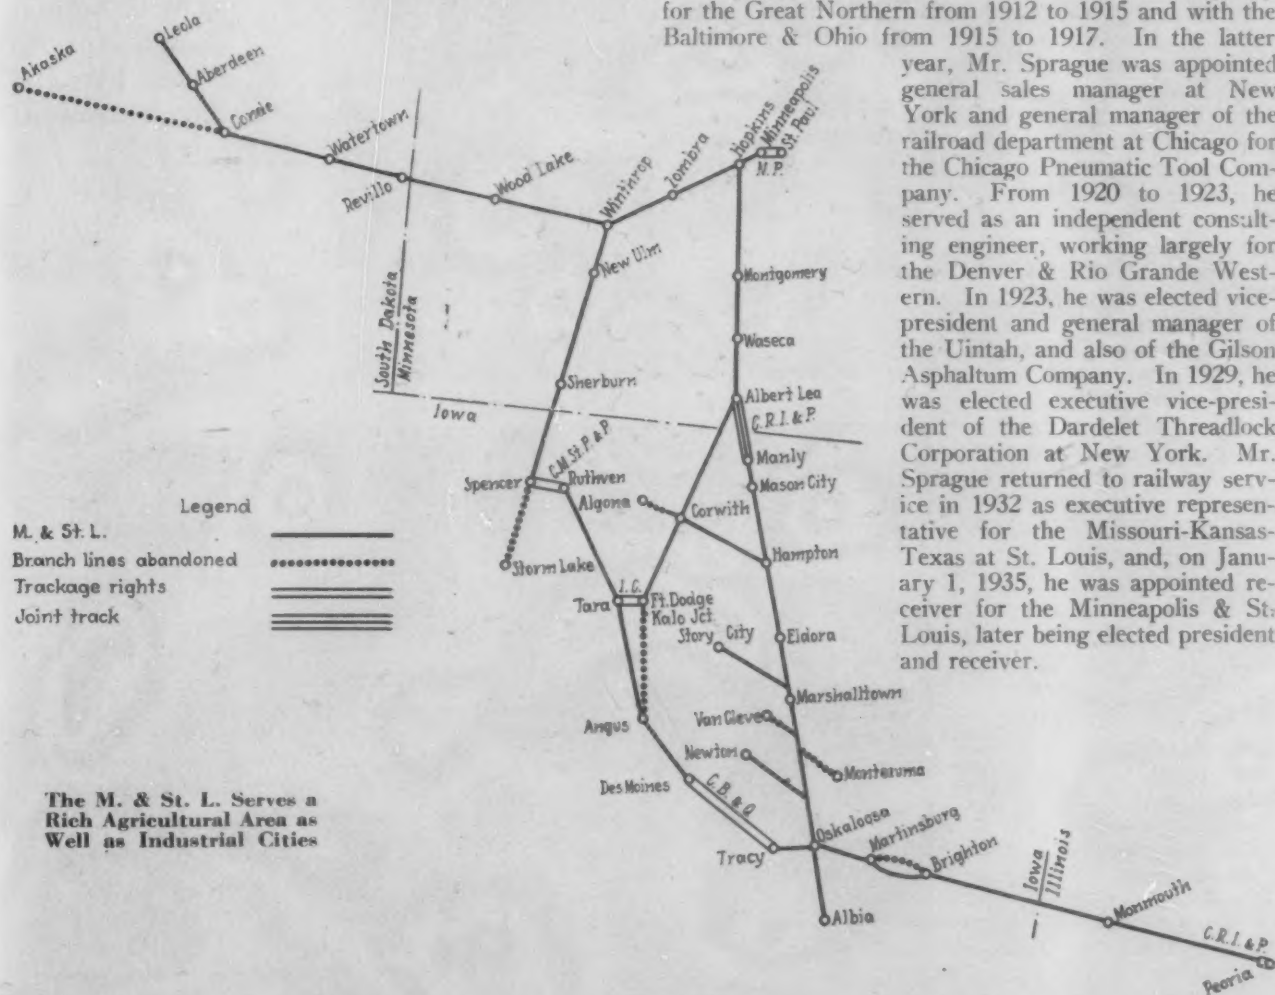 for the Great Northern from 1912 to 1915 and with the
Baltimore & Ohio from 1915 to 1917. In the latter
year, Mr. Sprague was appointed
general sales manager at New
York and general manager of the
railroad department at Chicago for
the Chicago Pneumatic Tool Com-
pany. From 1920 to 1923, he
served as an independent consult-
ing engineer, working largely for
the Denver & Rio Grande West-
ern. In 1923, he was elected vice-
president and general manager of
the Uintah, and also of the Gilson
Asphaltum Company. In 1929, he
was elected executive vice-presi-
dent of the Dardelet Threadlock
Corporation at New York. Mr.
Sprague returned to railway serv-
ice in 1932 as executive represen-
tative for the Missouri-Kansas-
Texas at St. Louis, and, on Janu-
ary 1, 1935, he was appointed re-
ceiver for the Minneapolis & St.
Louis, later being elected president
and receiver.
Akaska
Leola
Aberdeen
Conde
Watertown
Revillo
Wood Lake
Winthrop
Zombra
Hopkins
Minneapolis
St. Paul
N.P.
New Ulm
Montgomery
Waseca
South Dakota
Minnesota
Sherburn
Iowa
Albert Lea
C.R.I. & P.
Manly
Mason City
C.M.St.P. & P.
Spencer
Ruthven
Algona
Corwith
Hampton
Storm Lake
I.C.
Tara
Ft. Dodge
Kalo Jct.
Story City
Eldora
Marshalltown
Angus
Van Cleve
Newton
Montezuma
Des Moines
C.B. & Q
Tracy
Oskaloosa
Martinsburg
Brighton
Albia
Iowa
Illinois
Monmouth
C.R.I. & P.
Peoria
Legend
M. & St. L.
Branch lines abandoned
Trackage rights
Joint track
The M. & St. L. Serves a
Rich Agricultural Area as
Well as Industrial Cities